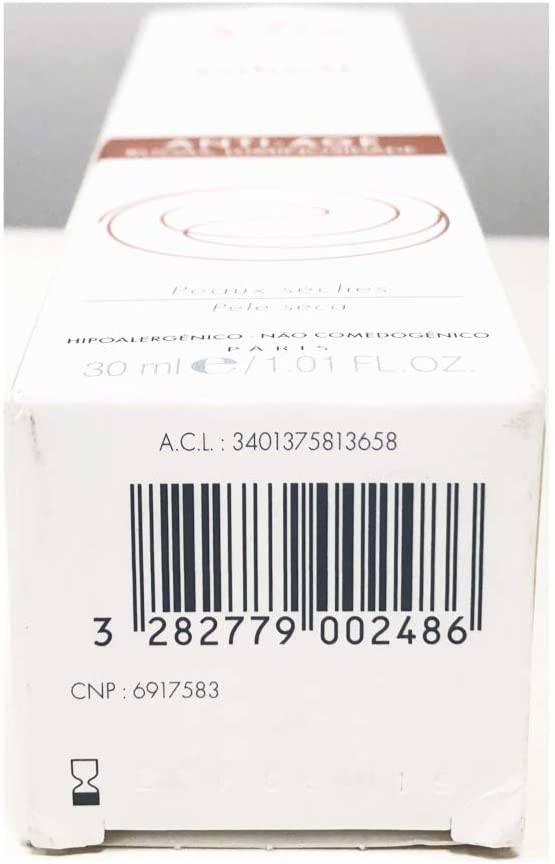 ANTI-AGE
Peaux sèches
Pele seca
HIPOALERGÉNICO - NÃO COMEDOGÉNICO
PARIS
30 ml e/1.01 FL.OZ.
A.C.L. : 3401375813658
3 282779 002486
CNP : 6917583